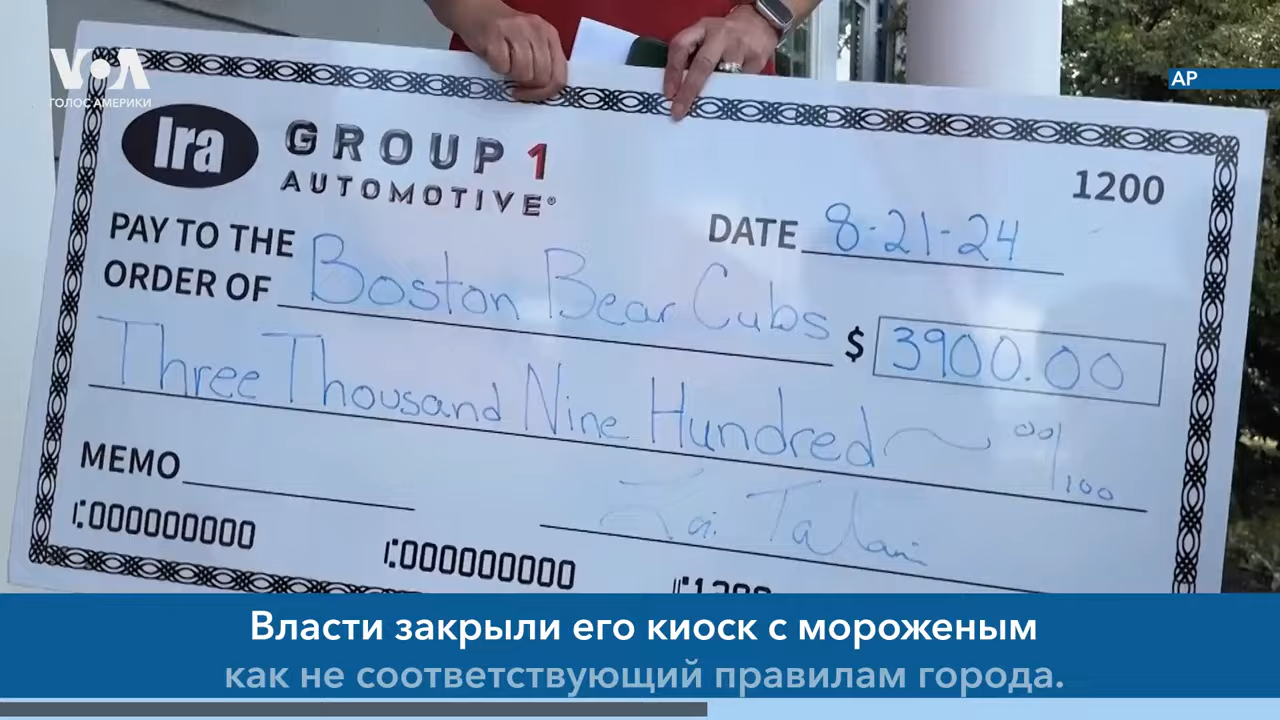 VOA
ГОЛОС АМЕРИКИ
AP
Ira GROUP 1
AUTOMOTIVE®
1200
PAY TO THE
ORDER OF Boston Bear Cubs
DATE 8-21-24
$ 3900.00
Three Thousand Nine Hundred 00/100
MEMO
⑆000000000 ⑆000000000
Власти закрыли его киоск с мороженым
как не соответствующий правилам города.